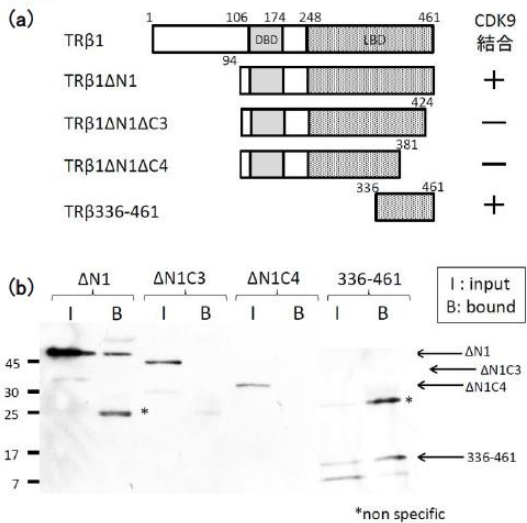 (a)
1 106 174 248 461 CDK9
結合
TRβ1 DBD LBD
94
TRβ1ΔN1 +
424
TRβ1ΔN1ΔC3 −
381
TRβ1ΔN1ΔC4 −
336 461
TRβ336-461 +
(b)
ΔN1 ΔN1C3 ΔN1C4 336-461
I : input
B: bound
I B I B I B I B
45
30
25
17
7
*
*
ΔN1
ΔN1C3
ΔN1C4
336-461
*non specific